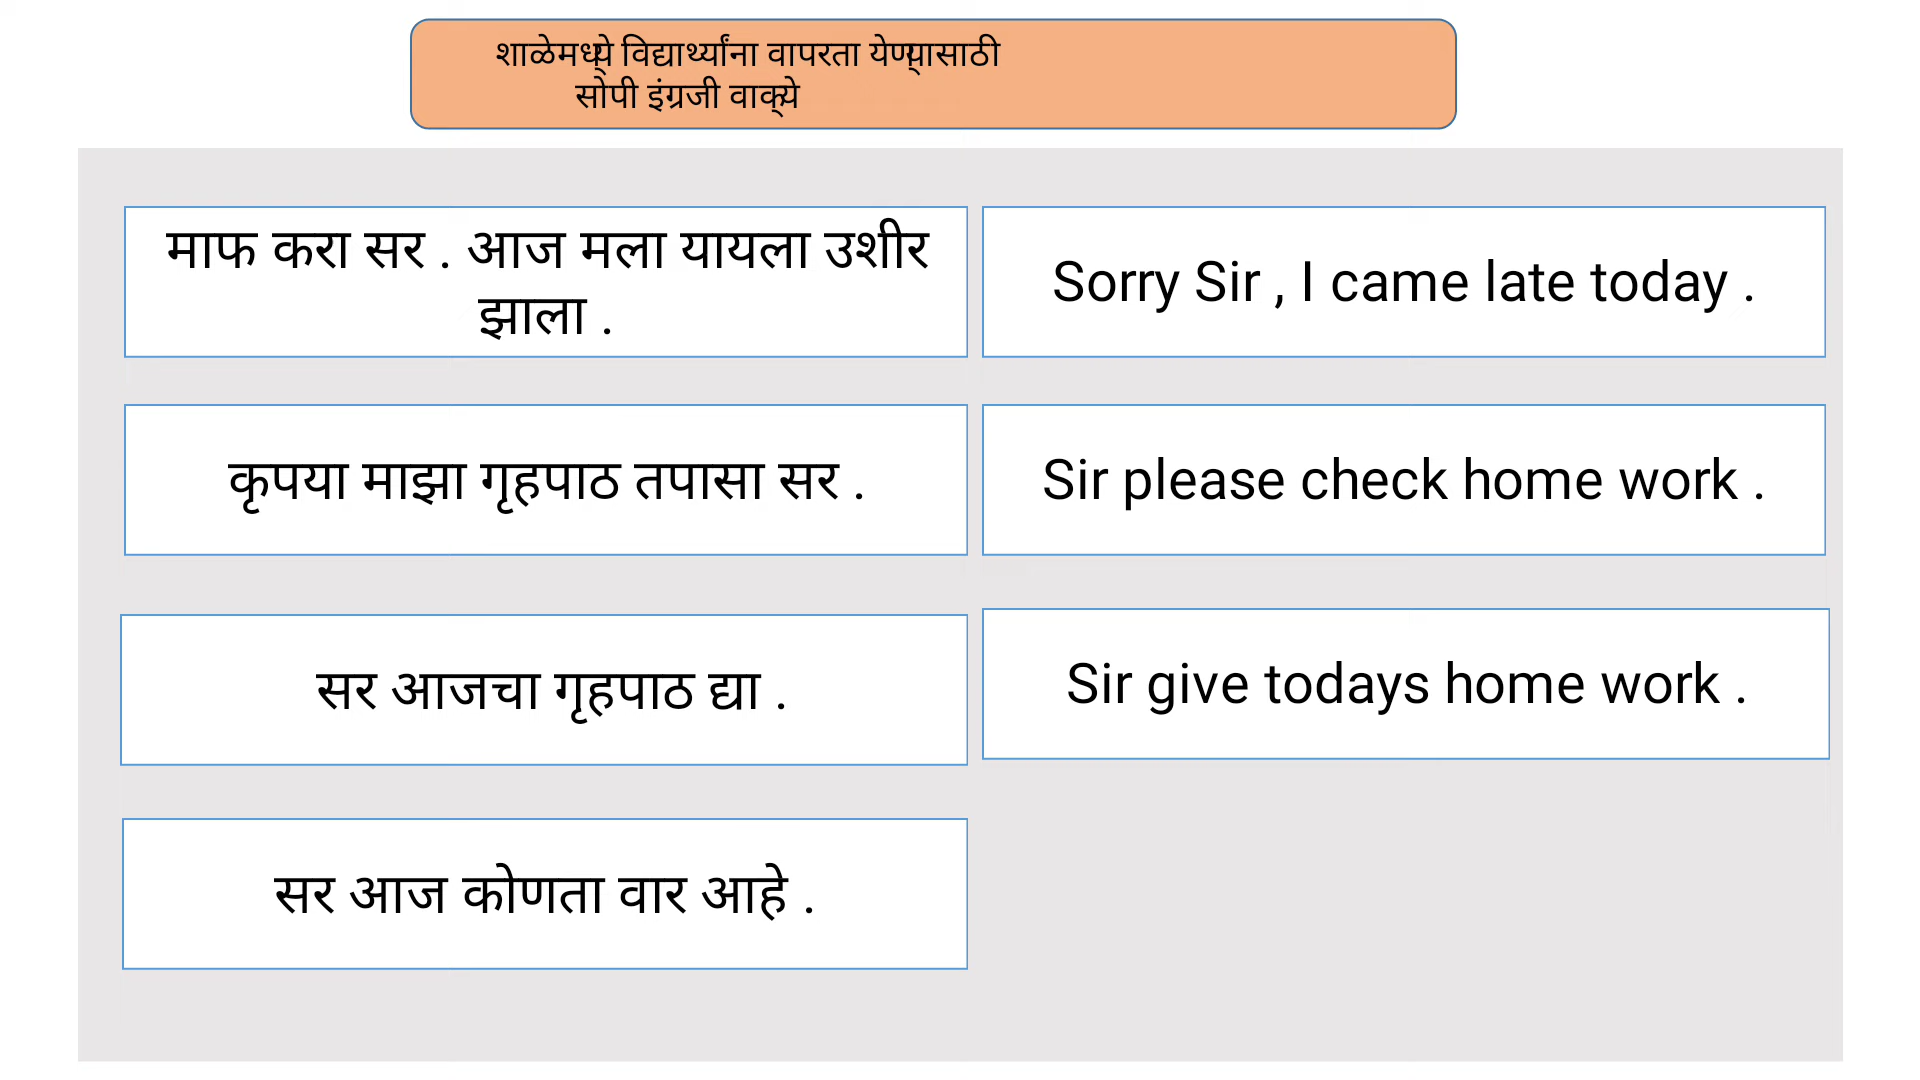 शाळेमध्ये विद्यार्थ्यांना वापरता येण्यासाठी
सोपी इंग्रजी वाक्ये
माफ करा सर . आज मला यायला उशीर
झाला .
Sorry Sir , I came late today .
कृपया माझा गृहपाठ तपासा सर .
Sir please check home work .
सर आजचा गृहपाठ द्या .
Sir give todays home work .
सर आज कोणता वार आहे .